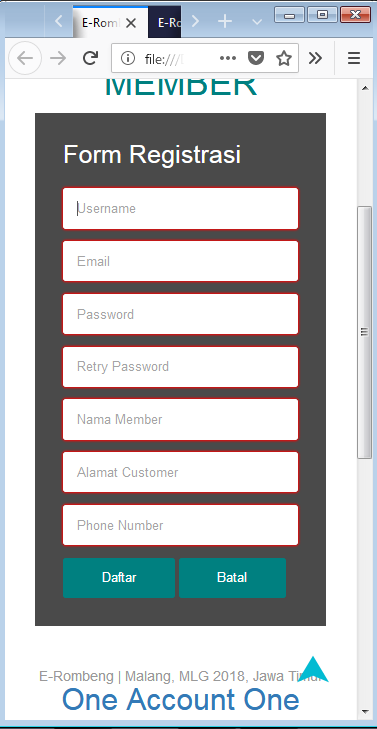 E-Rom
E-Ro
file:///
MEMBER
Form Registrasi
Username
Email
Password
Retry Password
Nama Member
Alamat Customer
Phone Number
Daftar Batal
E-Rombeng | Malang, MLG 2018, Jawa Timur
One Account One